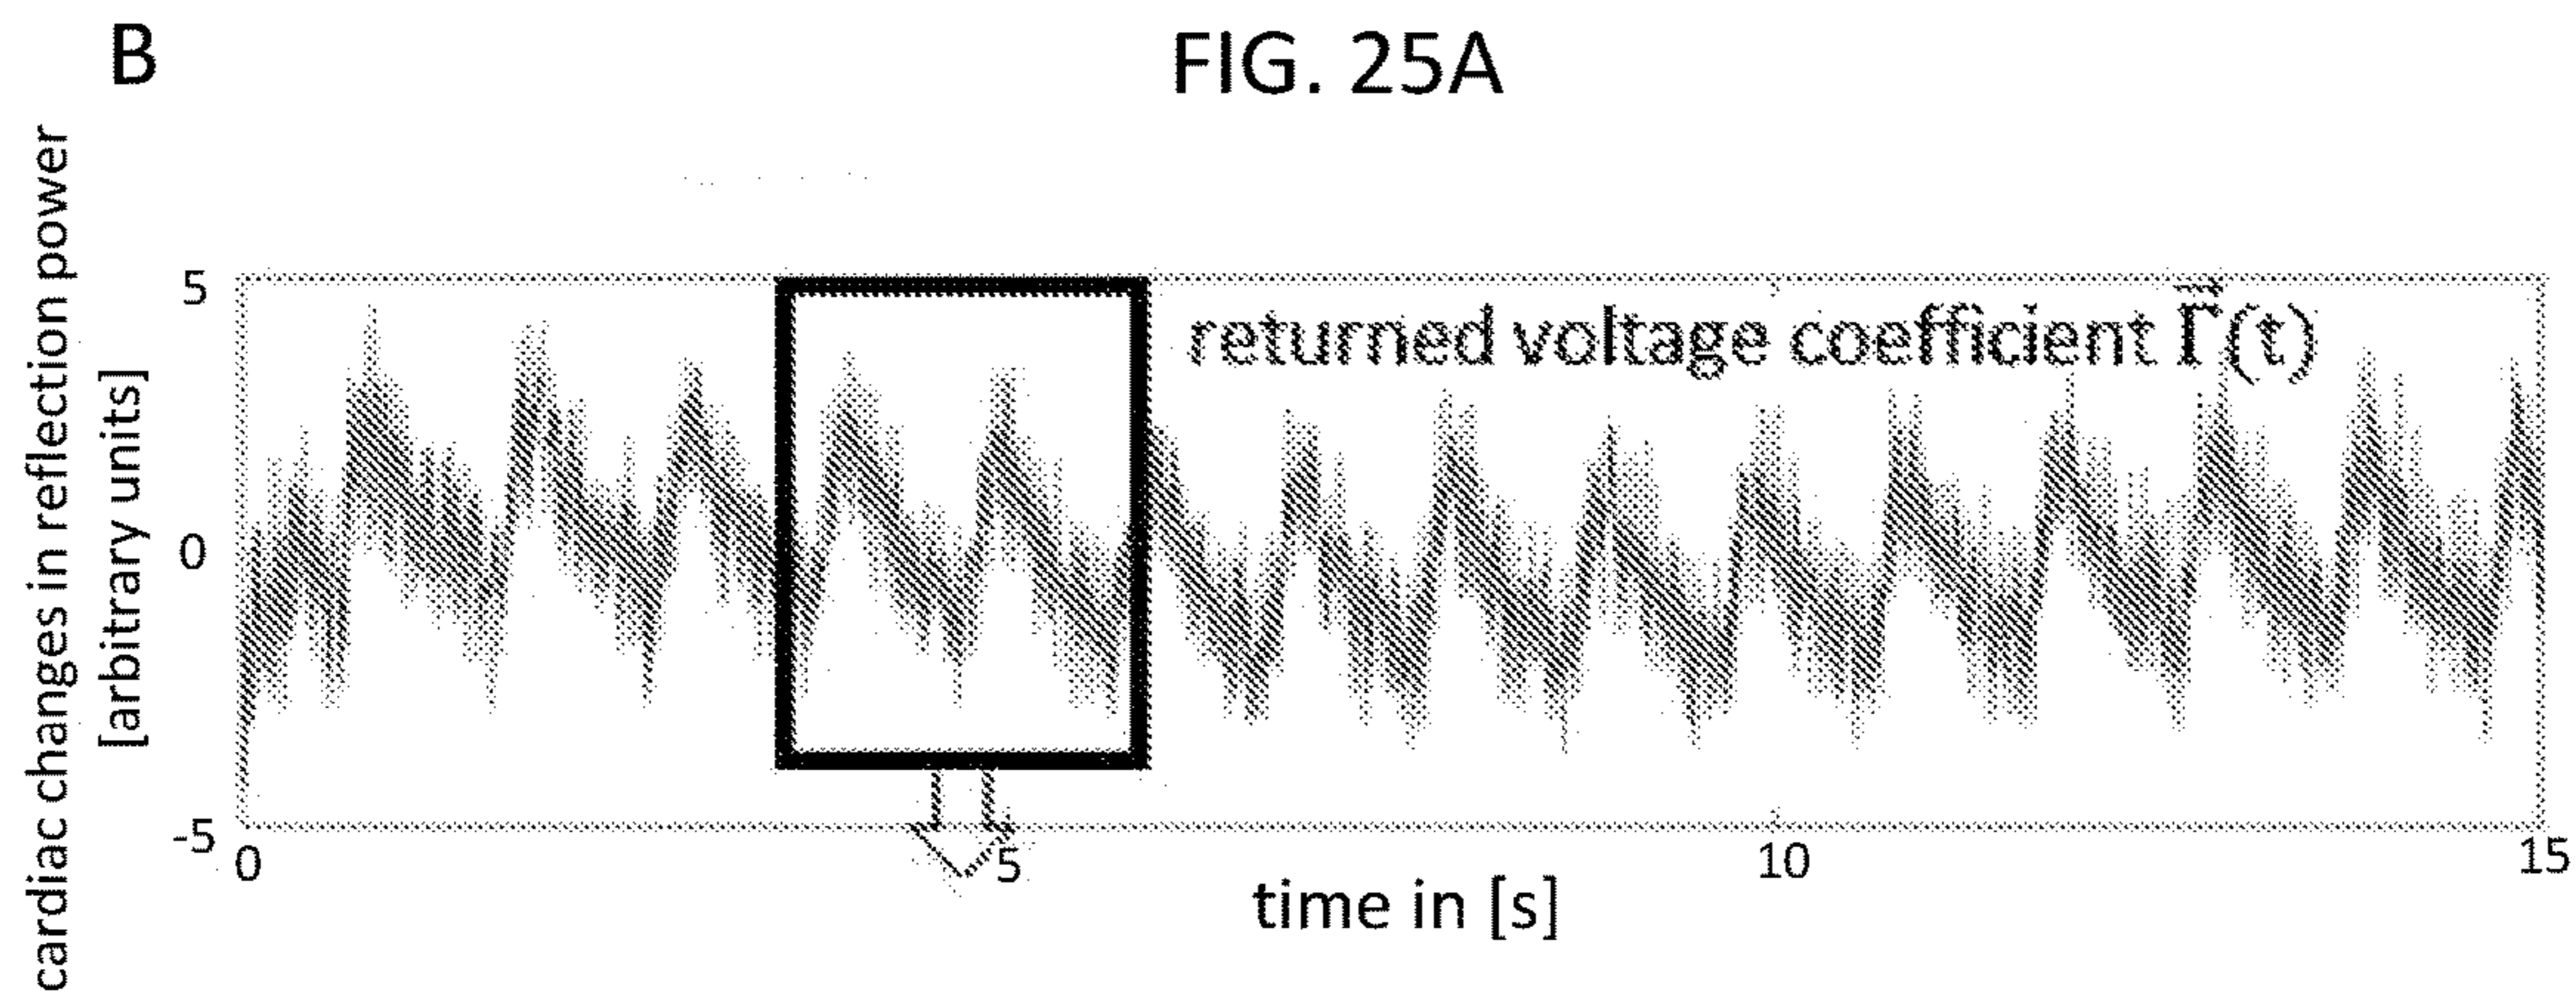 B
FIG. 25A
cardiac changes in reflection power
[arbitrary units]
5
0
-5
returned voltage coefficient Γ⃗(t)
0
5
10
15
time in [s]